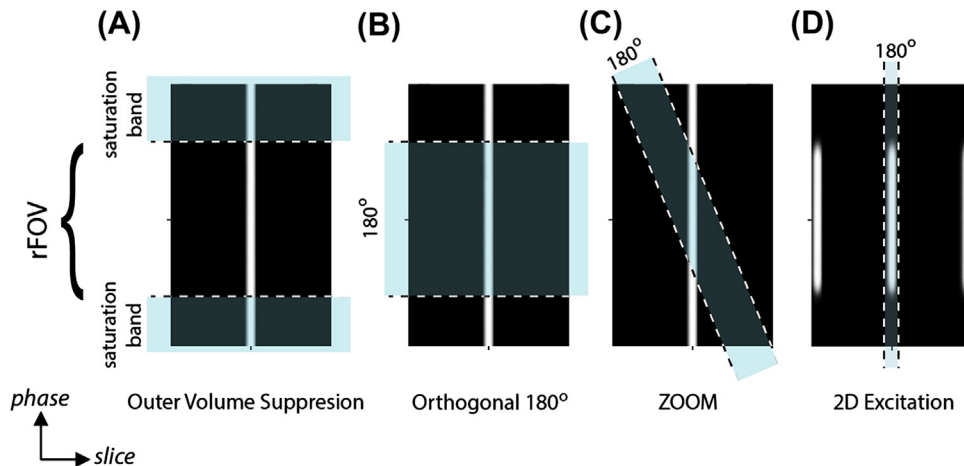 (A)
(B)
(C)
(D)
180°
180°
saturation
band
rFOV
180°
saturation
band
Outer Volume Suppresion
Orthogonal 180°
ZOOM
2D Excitation
phase
slice